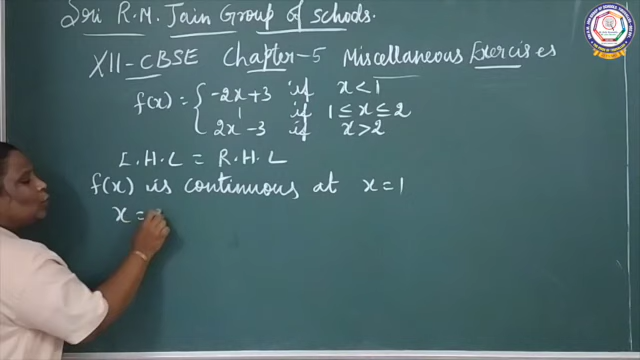 Sri R.M. Jain Group of schools.
XII-CBSE Chapter-5 Miscellaneous Exercises
f(x) = { -2x+3 if x < 1
1 if 1 ≤ x ≤ 2
2x-3 if x > 2
L.H.L = R.H.L
f(x) is continuous at x = 1
x =